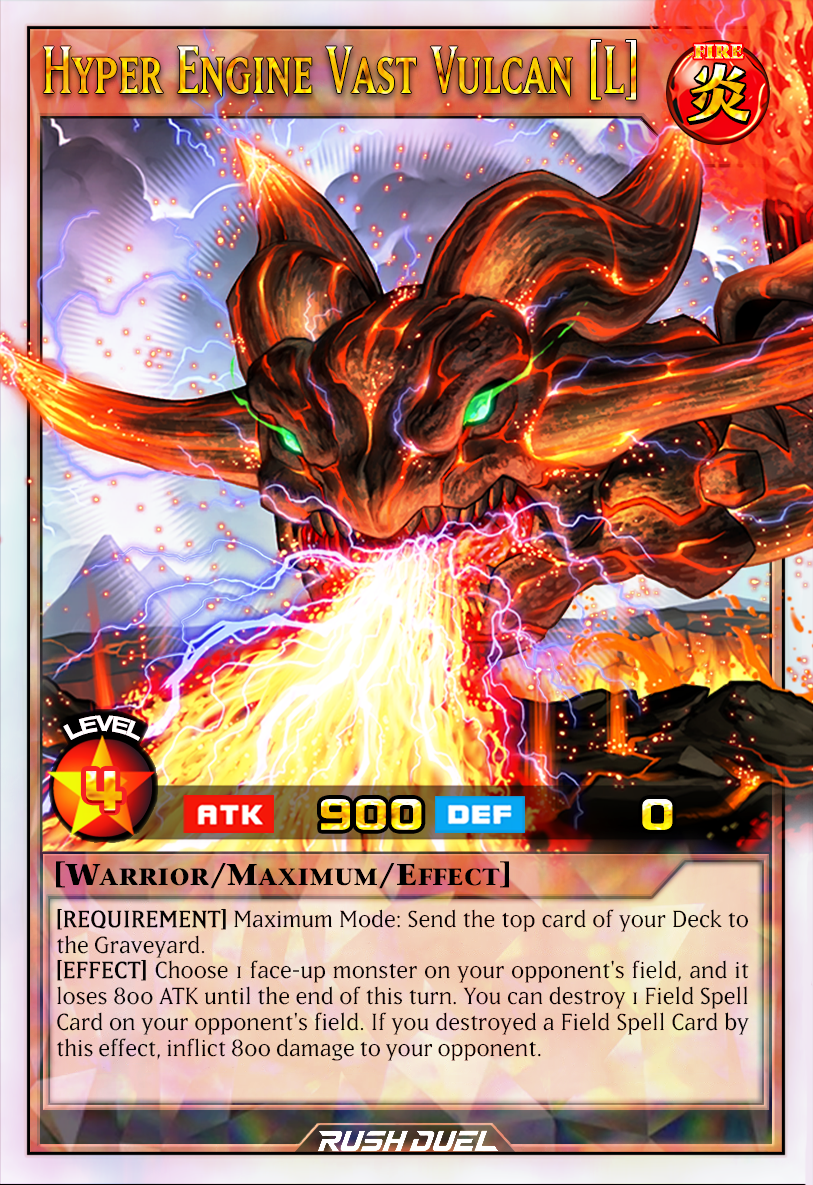 Hyper Engine Vast Vulcan [L]
FIRE
炎
LEVEL
4
ATK 900 DEF 0
[Warrior/Maximum/Effect]
[REQUIREMENT] Maximum Mode: Send the top card of your Deck to
the Graveyard.
[EFFECT] Choose 1 face-up monster on your opponent's field, and it
loses 800 ATK until the end of this turn. You can destroy 1 Field Spell
Card on your opponent's field. If you destroyed a Field Spell Card by
this effect, inflict 800 damage to your opponent.
RUSH DUEL